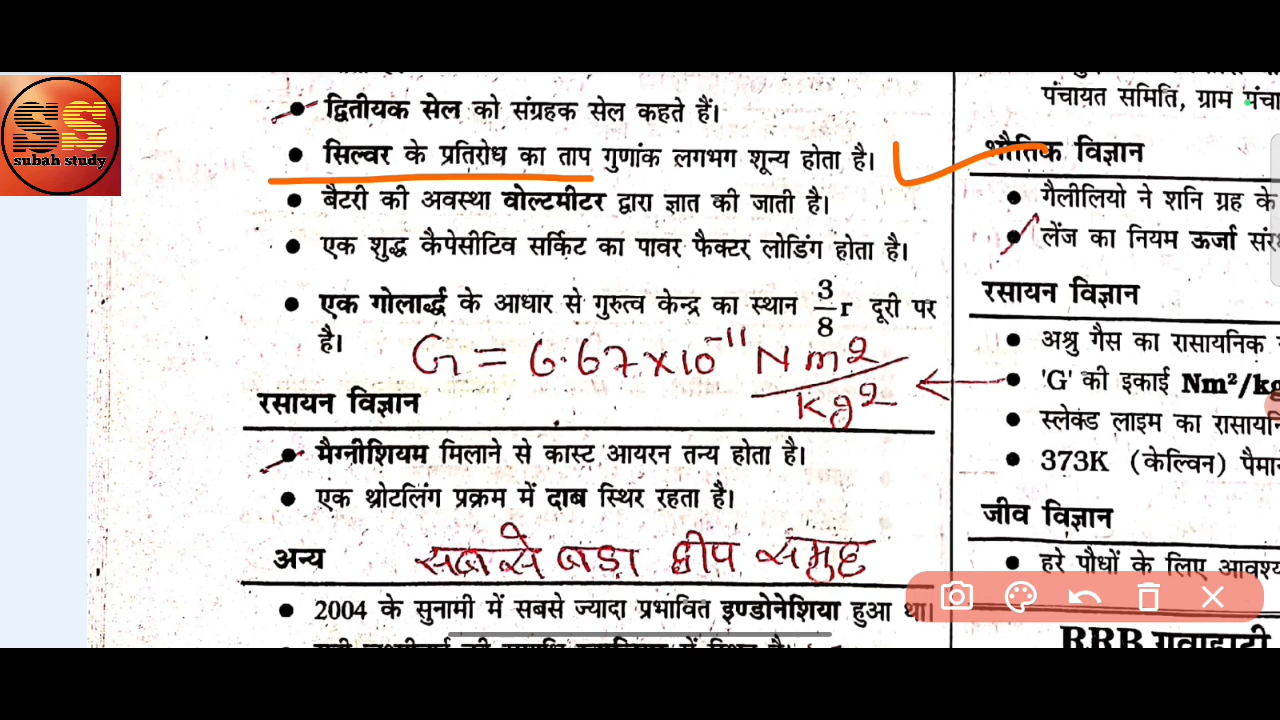 SS
subah study
द्वितीयक सेल को संग्रहक सेल कहते हैं।
सिल्वर के प्रतिरोध का ताप गुणांक लगभग शून्य होता है।
बैटरी की अवस्था वोल्टमीटर द्वारा ज्ञात की जाती है।
एक शुद्ध कैपेसीटिव सर्किट का पावर फैक्टर लोडिंग होता है।
एक गोलार्द्ध के आधार से गुरुत्व केन्द्र का स्थान 3/8 r दूरी पर
है।
G = 6.67×10⁻¹¹ Nm²/kg²
रसायन विज्ञान
मैग्नीशियम मिलाने से कास्ट आयरन तन्य होता है।
एक थ्रोटलिंग प्रक्रम में दाब स्थिर रहता है।
अन्य सबसे बड़ा द्वीप समुह
2004 के सुनामी में सबसे ज्यादा प्रभावित इण्डोनेशिया हुआ था।
पंचायत समिति, ग्राम
भौतिक विज्ञान
गैलीलियो ने शनि ग्रह के
लेंज का नियम ऊर्जा
रसायन विज्ञान
अश्रु गैस का रासायनिक
'G' की इकाई Nm²/kg
स्लेक्ड लाइम का
373K (केल्विन)
जीव विज्ञान
हरे पौधों के लिए
RRB गुवाहाटी